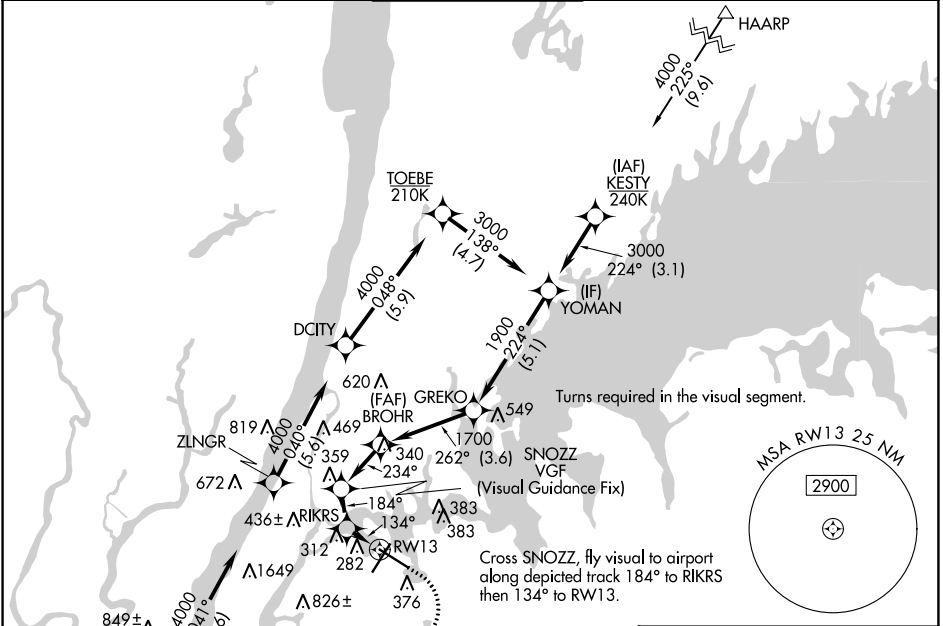 HAARP
4000
225°
(9.6)
(IAF)
KESTY
240K
TOEBE
210K
3000
138°
(4.7)
3000
224° (3.1)
(IF)
YOMAN
4000
048°
(5.9)
DCITY
1900
224°
(5.1)
620
(FAF)
BROHR
GREKO
549
Turns required in the visual segment.
819
469
ZLNGR
4000
040°
(5.6)
359
340
1700
262° (3.6)
234°
SNOZZ
VGF
(Visual Guidance Fix)
672
184°
436±
RIKRS
134°
383
383
312
282
RW13
MSA RW13 25 NM
2900
Cross SNOZZ, fly visual to airport
along depicted track 184° to RIKRS
then 134° to RW13.
1649
826±
376
849±
4000
041°